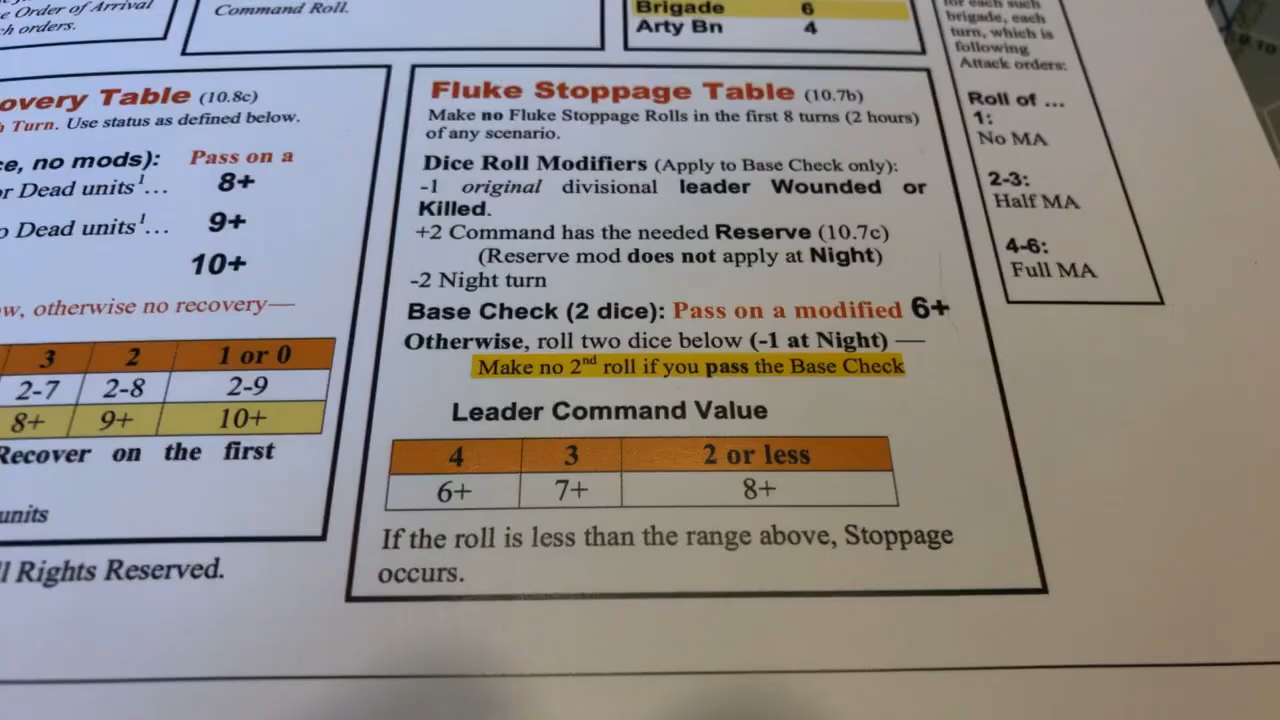 Order of Arrival
orders.
Command Roll.
Brigade 6
Arty Bn 4
for each such
brigade, each
turn, which is
following
Attack orders:
Roll of ...
1:
No MA
2-3:
Half MA
4-6:
Full MA
overy Table (10.8c)
Turn. Use status as defined below.
ce, no mods): Pass on a
or Dead units¹... 8+
o Dead units¹... 9+
10+
ow, otherwise no recovery—
3 2 1 or 0
2-7 2-8 2-9
8+ 9+ 10+
Recover on the first
units
ll Rights Reserved.
Fluke Stoppage Table (10.7b)
Make no Fluke Stoppage Rolls in the first 8 turns (2 hours)
of any scenario.
Dice Roll Modifiers (Apply to Base Check only):
-1 original divisional leader Wounded or
Killed.
+2 Command has the needed Reserve (10.7c)
(Reserve mod does not apply at Night)
-2 Night turn
Base Check (2 dice): Pass on a modified 6+
Otherwise, roll two dice below (-1 at Night) —
Make no 2nd roll if you pass the Base Check
Leader Command Value
4 3 2 or less
6+ 7+ 8+
If the roll is less than the range above, Stoppage
occurs.